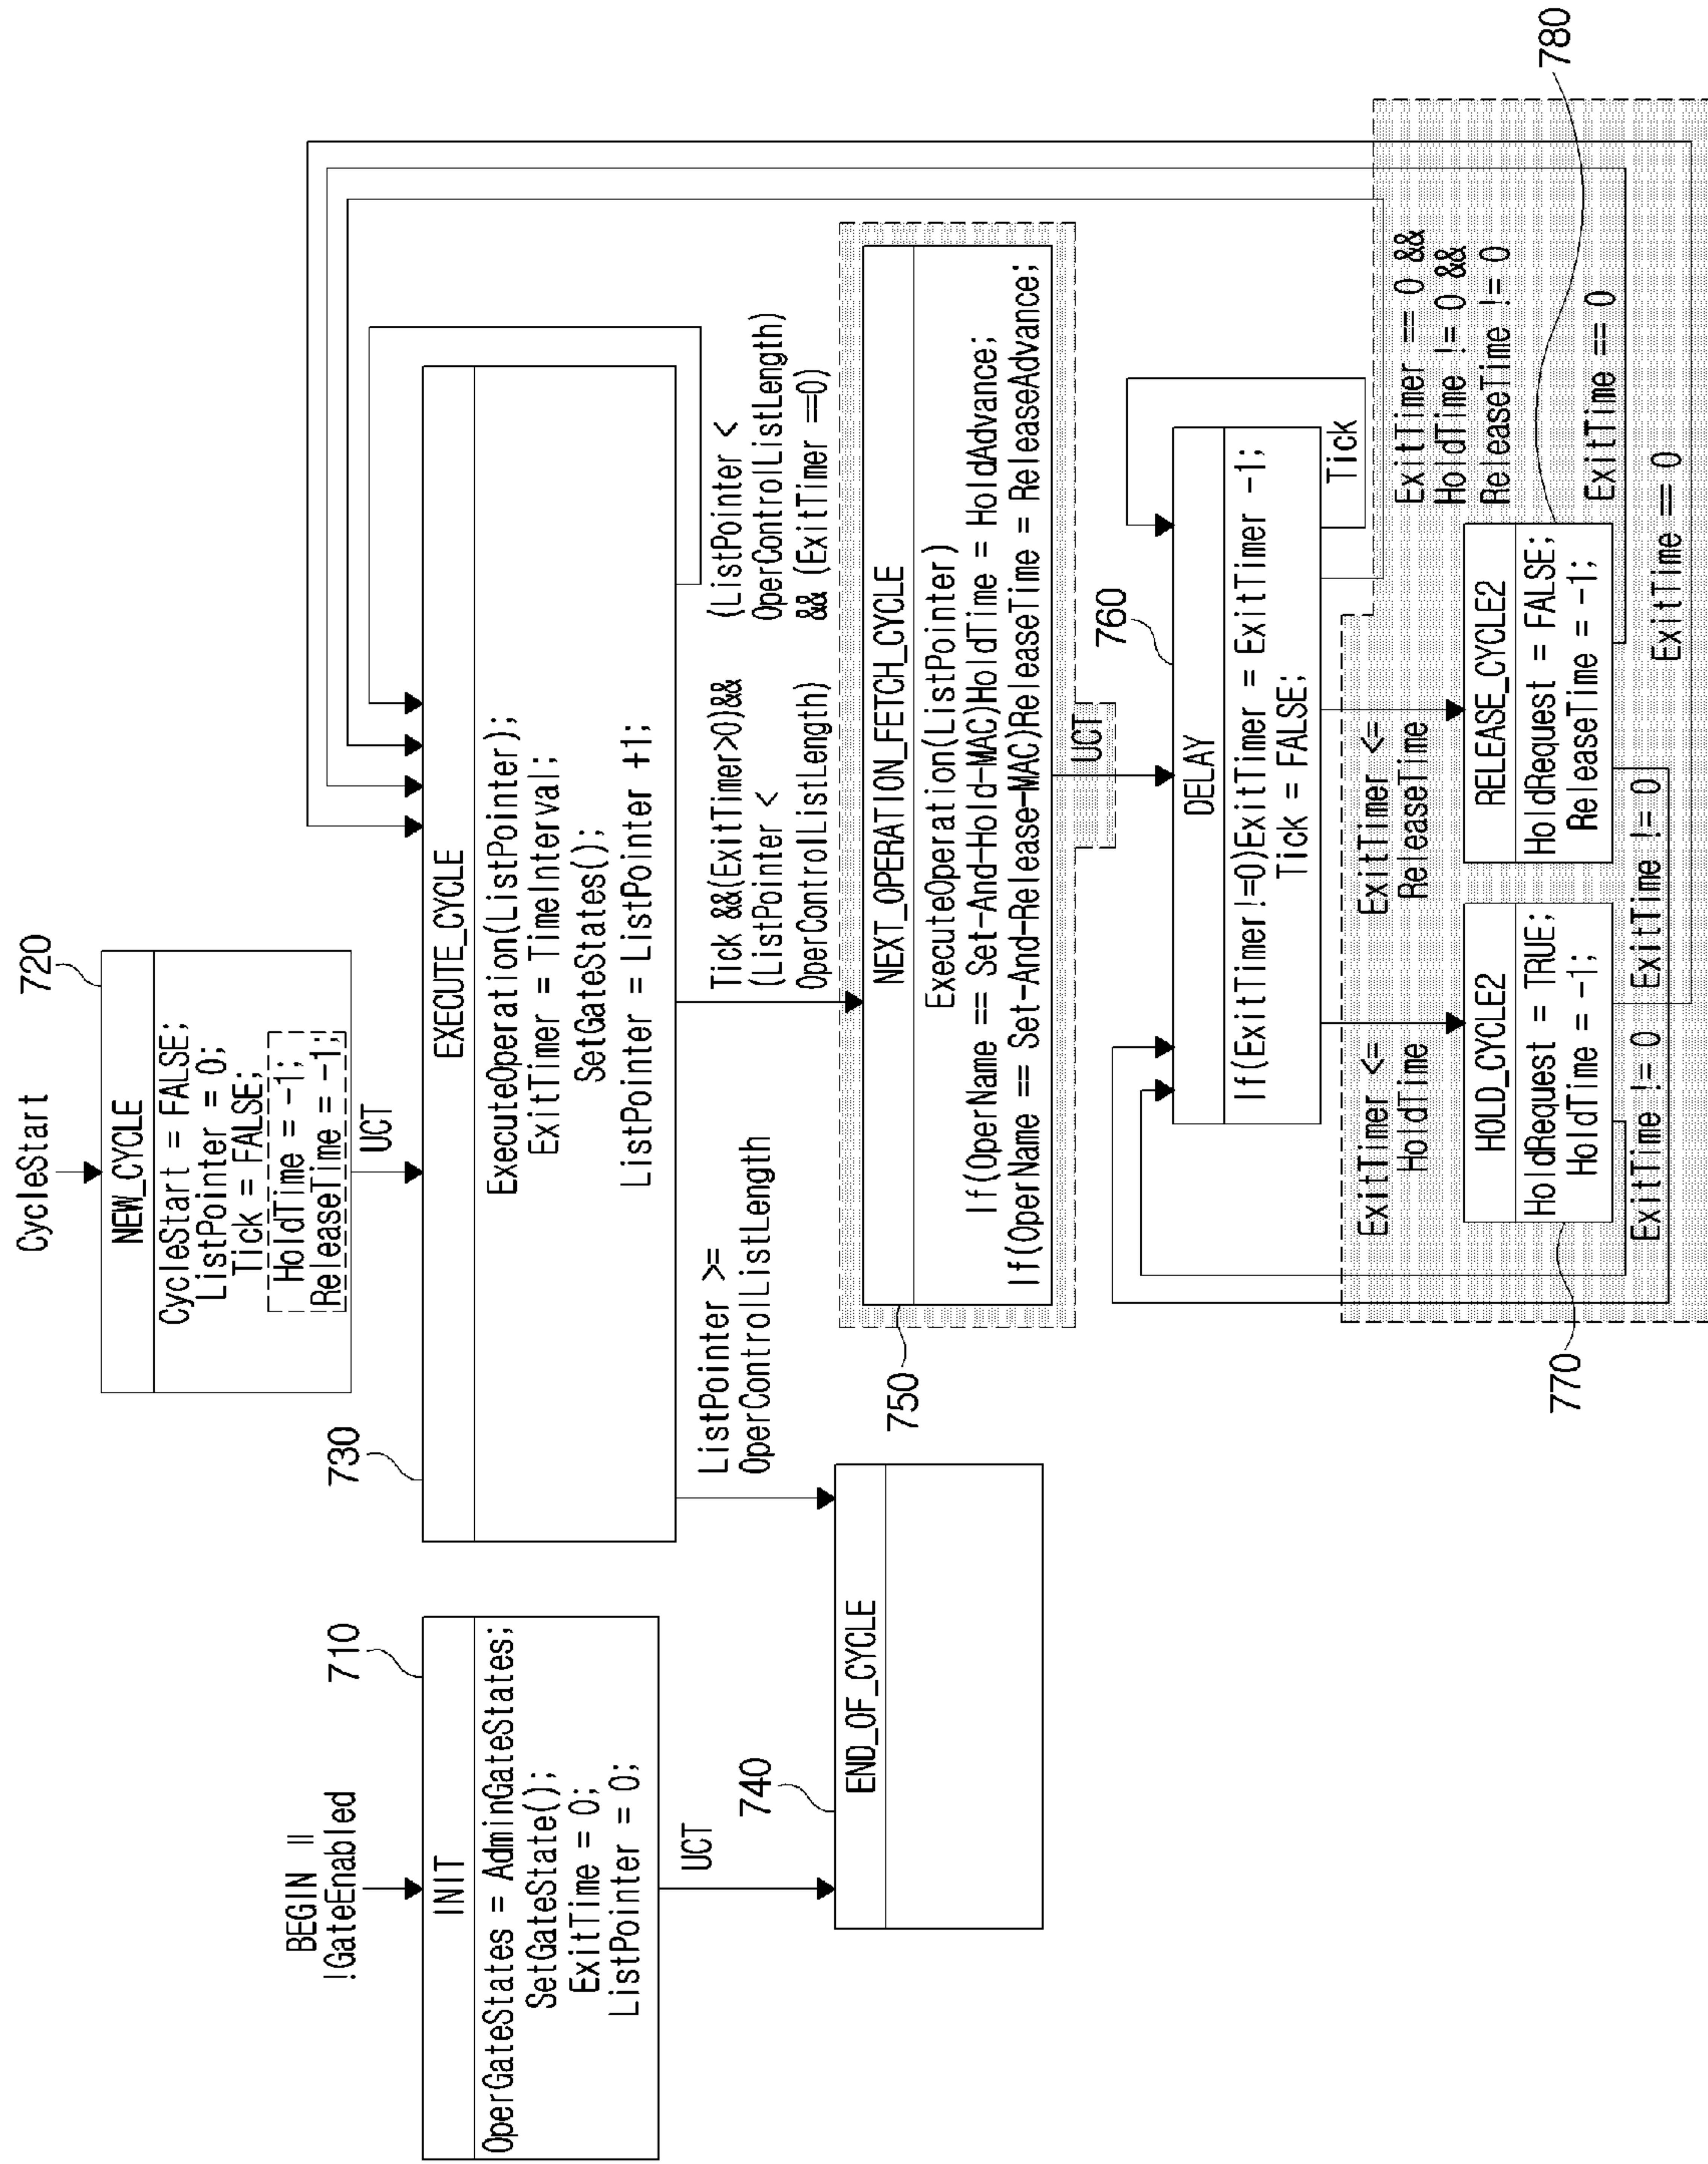 CycleStart
720
NEW_CYCLE
CycleStart = FALSE;
ListPointer = 0;
Tick = FALSE;
HoldTime = -1;
ReleaseTime = -1;
UCT
BEGIN ||
!GateEnabled
710
INIT
OperGateStates = AdminGateStates;
SetGateState();
ExitTime = 0;
ListPointer = 0;
UCT
730
EXECUTE_CYCLE
ExecuteOperation(ListPointer);
ExitTimer = TimeInterval;
SetGateStates();
ListPointer = ListPointer +1;
ListPointer >=
OperControlListLength
Tick &&(ExitTimer>0)&&
(ListPointer <
OperControlListLength)
(ListPointer <
OperControlListLength)
&& (ExitTimer ==0)
740
END_OF_CYCLE
750
NEXT_OPERATION_FETCH_CYCLE
ExecuteOperation(ListPointer)
If(OperName == Set-And-Hold-MAC)HoldTime = HoldAdvance;
If(OperName == Set-And-Release-MAC)ReleaseTime = ReleaseAdvance;
UCT
760
DELAY
If(ExitTimer!=0)ExitTimer = ExitTimer -1;
Tick = FALSE;
Tick
ExitTimer <=
HoldTime
ExitTimer <=
ReleaseTime
ExitTimer == 0 &&
HoldTime != 0 &&
ReleaseTime != 0
770
HOLD_CYCLE2
HoldRequest = TRUE;
HoldTime = -1;
780
RELEASE_CYCLE2
HoldRequest = FALSE;
ReleaseTime = -1;
ExitTime == 0
ExitTime != 0
ExitTime != 0
ExitTime == 0